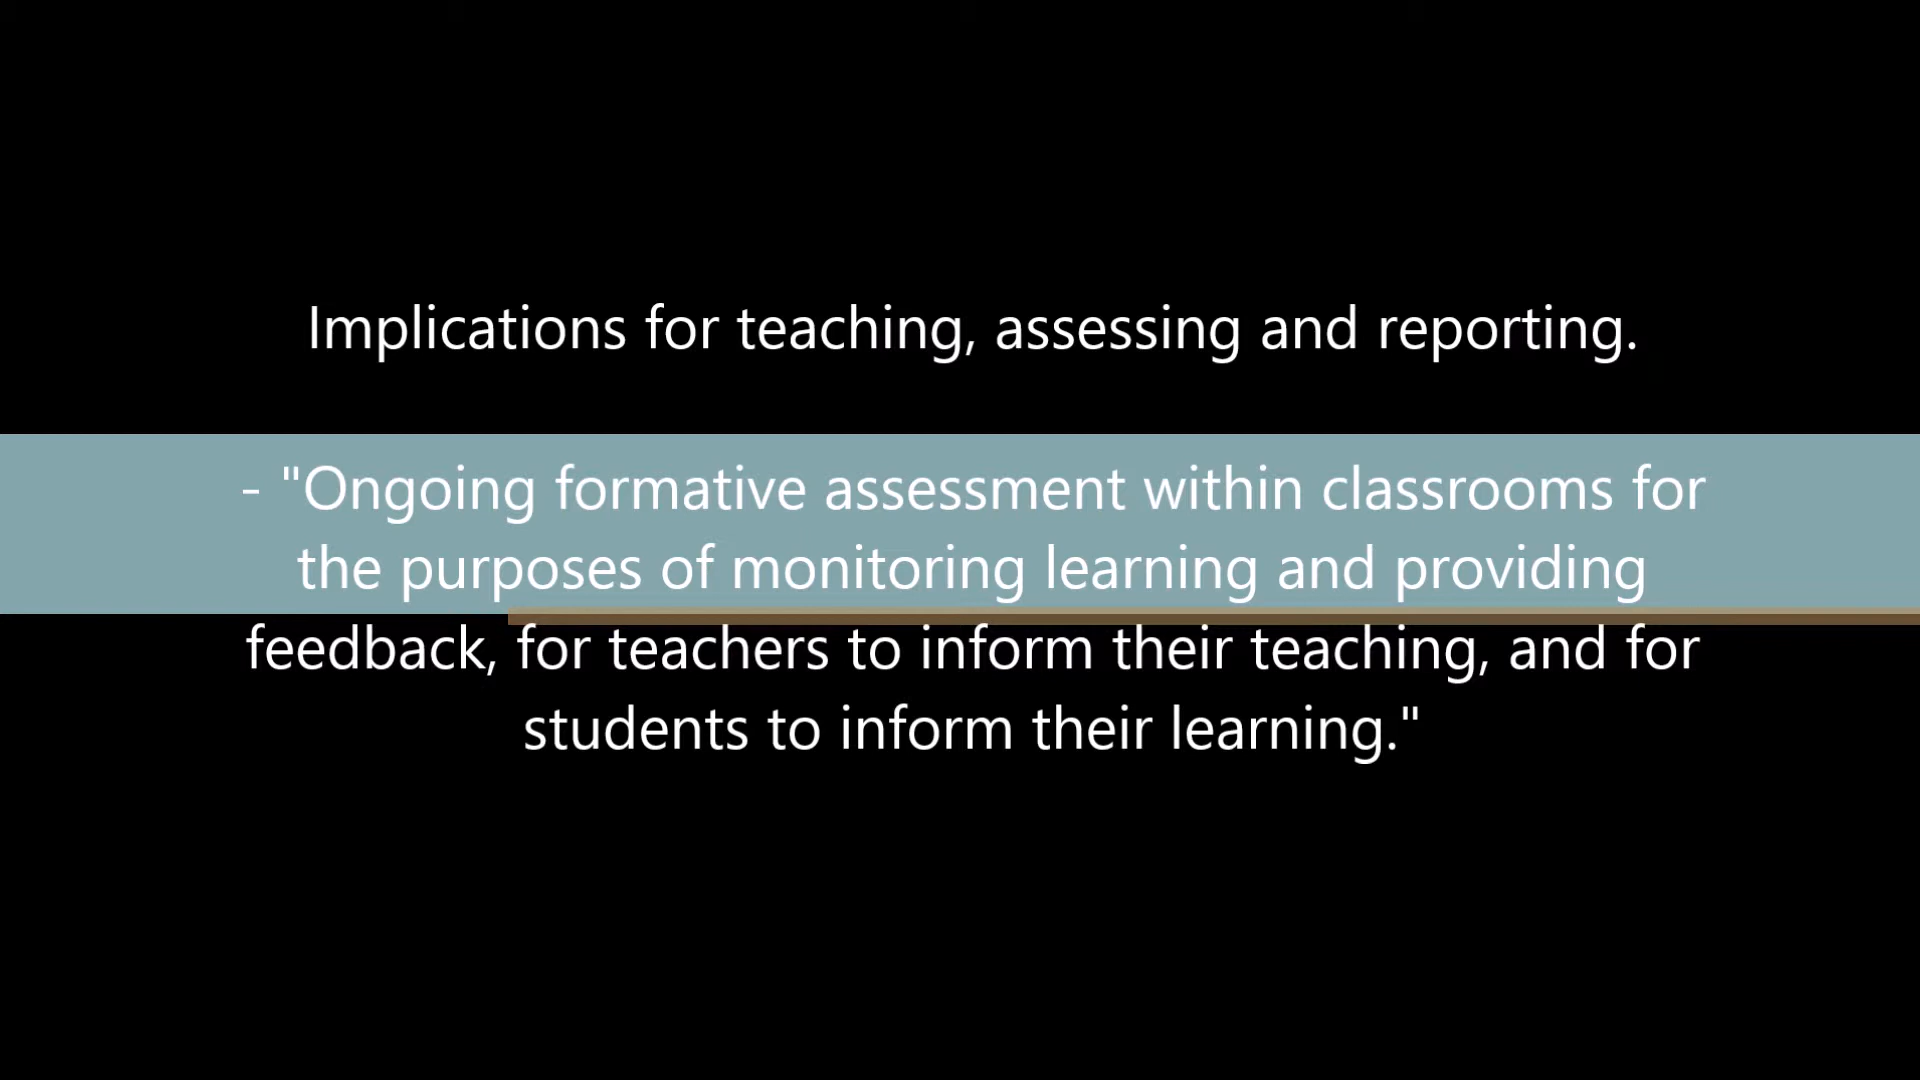 Implications for teaching, assessing and reporting.
- "Ongoing formative assessment within classrooms for
the purposes of monitoring learning and providing
feedback, for teachers to inform their teaching, and for
students to inform their learning."